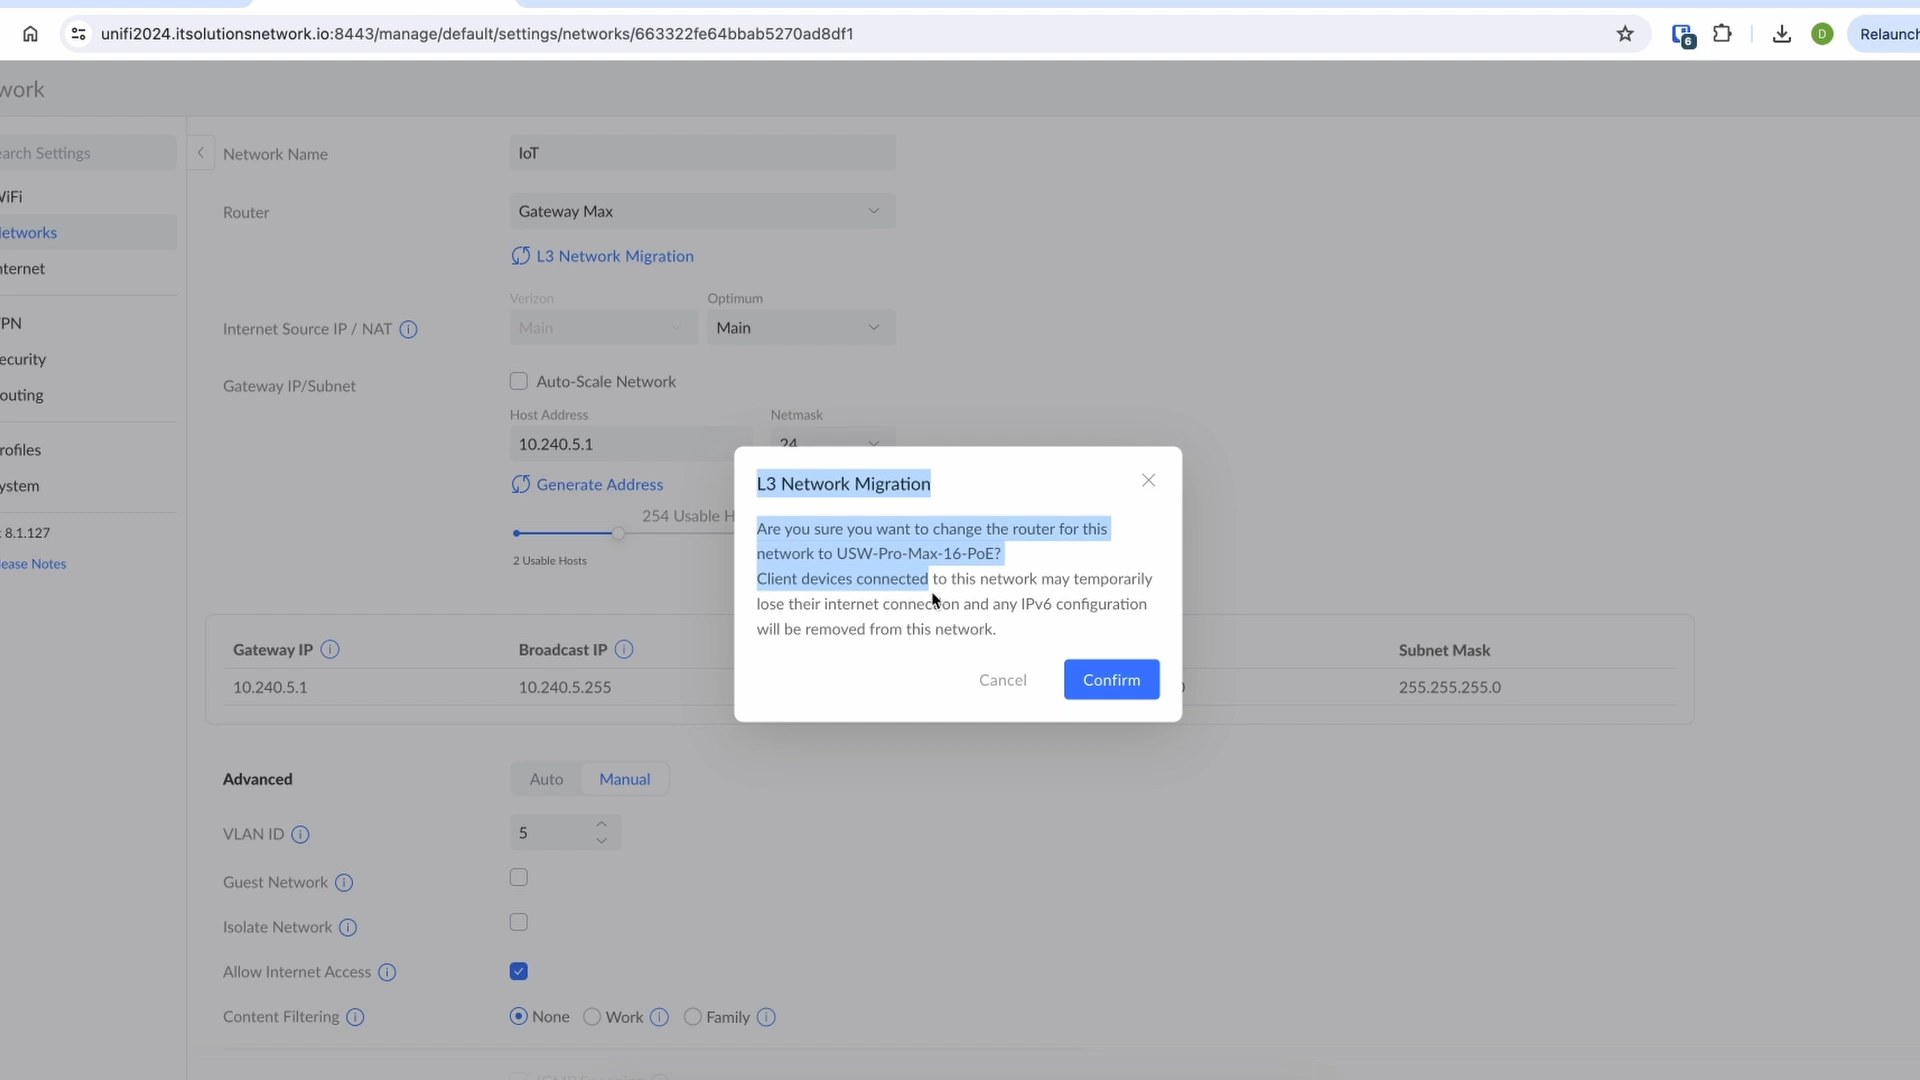 unifi2024.itsolutionsnetwork.io:8443/manage/default/settings/networks/663322fe64bbab5270ad8df1
6
D
Relaunch
work
earch Settings
Network Name
IoT
WiFi
Router
Gateway Max
Networks
L3 Network Migration
nternet
Verizon
Optimum
Internet Source IP / NAT
Main
Main
PN
ecurity
Gateway IP/Subnet
Auto-Scale Network
outing
Host Address
Netmask
10.240.5.1
24
rofiles
Generate Address
ystem
254 Usable H
: 8.1.127
2 Usable Hosts
lease Notes
L3 Network Migration
Are you sure you want to change the router for this
network to USW-Pro-Max-16-PoE?
Client devices connected to this network may temporarily
lose their internet connection and any IPv6 configuration
will be removed from this network.
Cancel
Confirm
Gateway IP
Broadcast IP
Subnet Mask
10.240.5.1
10.240.5.255
255.255.255.0
Advanced
Auto
Manual
VLAN ID
5
Guest Network
Isolate Network
Allow Internet Access
Content Filtering
None
Work
Family